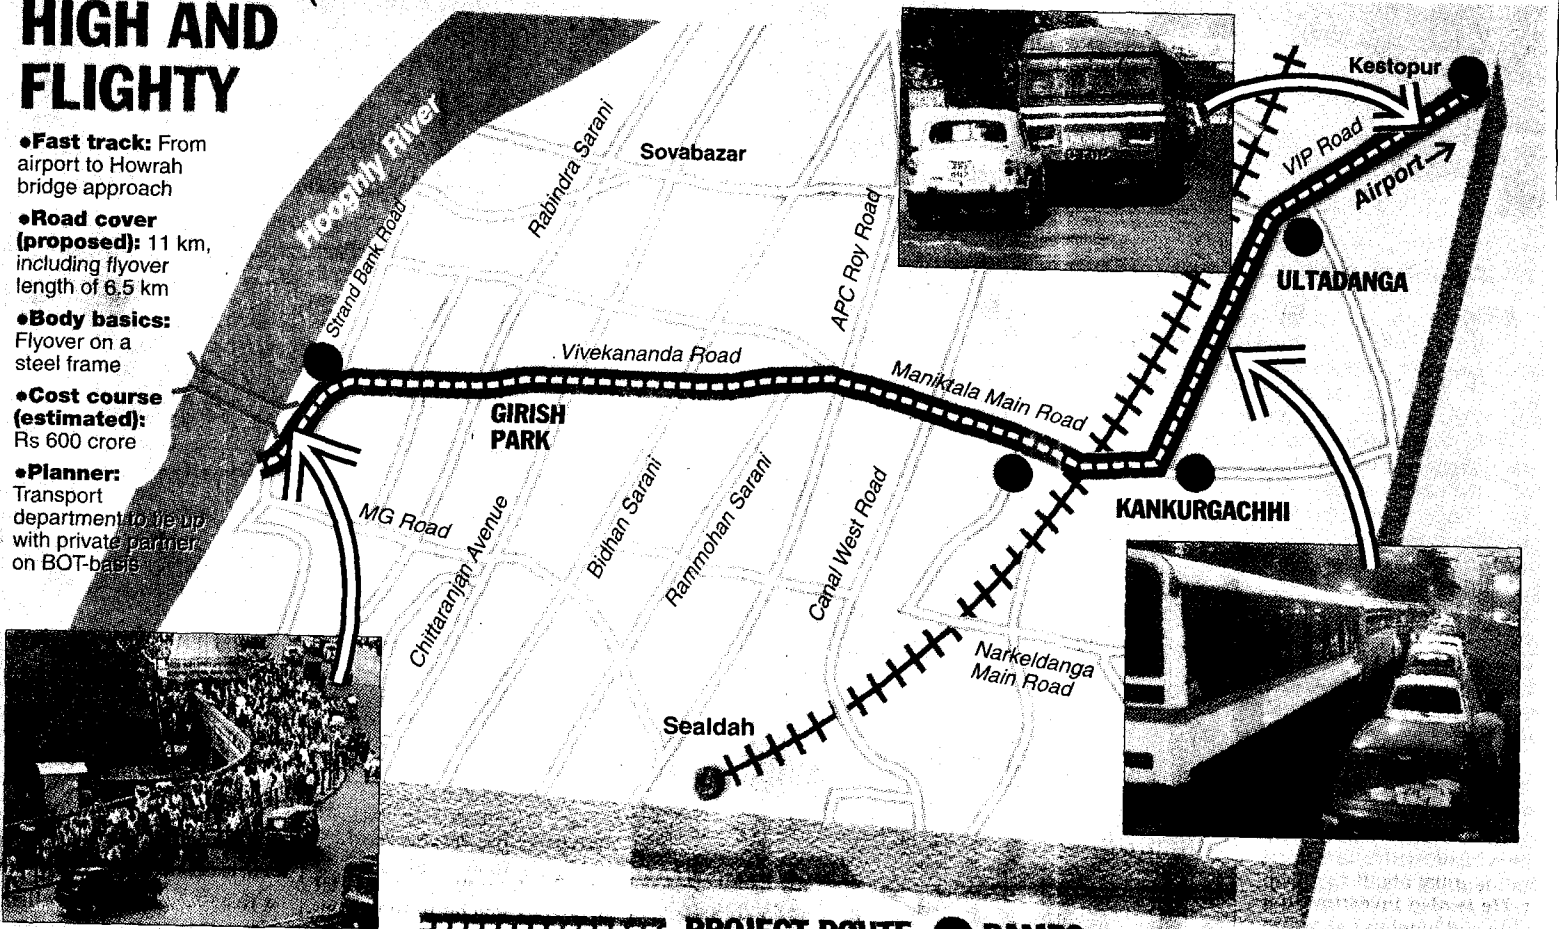 HIGH AND
FLIGHTY
●Fast track: From
airport to Howrah
bridge approach
●Road cover
(proposed): 11 km,
including flyover
length of 6.5 km
●Body basics:
Flyover on a
steel frame
●Cost course
(estimated):
Rs 600 crore
●Planner:
Transport
department to tie up
with private partner
on BOT-basis
Hooghly River
Strand Bank Road
Rabindra Sarani
Sovabazar
APC Roy Road
Kestopur
VIP Road
Airport
ULTADANGA
Vivekananda Road
Maniktala Main Road
GIRISH
PARK
KANKURGACHHI
MG Road
Chittaranjan Avenue
Bidhan Sarani
Rammohan Sarani
Canal West Road
Narkeldanga
Main Road
Sealdah
PROJECT ROUTE
RAMPS